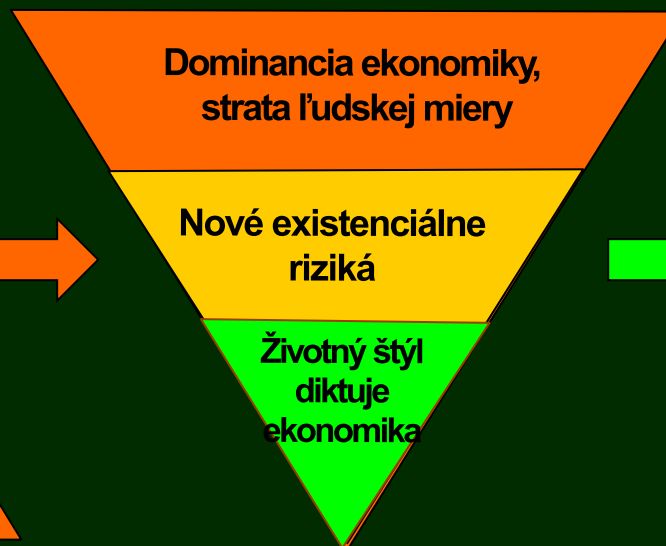 Dominancia ekonomiky,
strata ľudskej miery
Nové existenciálne
riziká
Životný štýl
diktuje
ekonomika